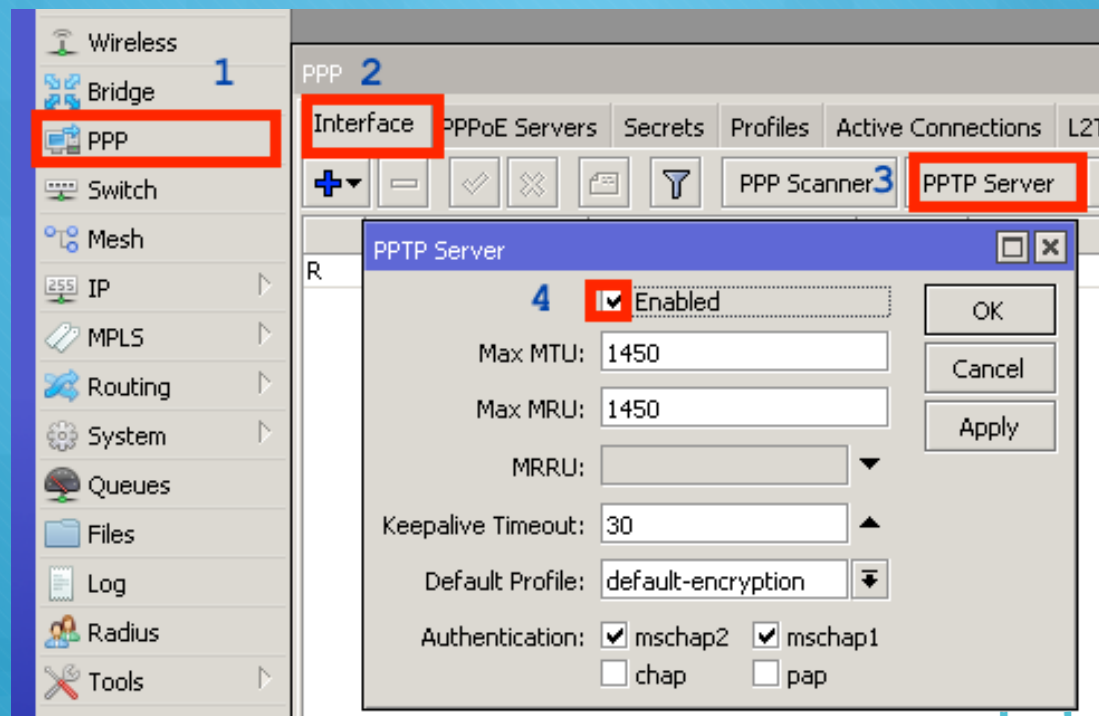 Wireless
1
Bridge
PPP
Switch
Mesh
255 IP
MPLS
Routing
System
Queues
Files
Log
Radius
Tools
PPP 2
Interface PPPoE Servers Secrets Profiles Active Connections L2T
PPP Scanner 3 PPTP Server
R
PPTP Server
4 Enabled
Max MTU: 1450
Max MRU: 1450
MRRU:
Keepalive Timeout: 30
Default Profile: default-encryption
Authentication: mschap2 mschap1
chap pap
OK
Cancel
Apply